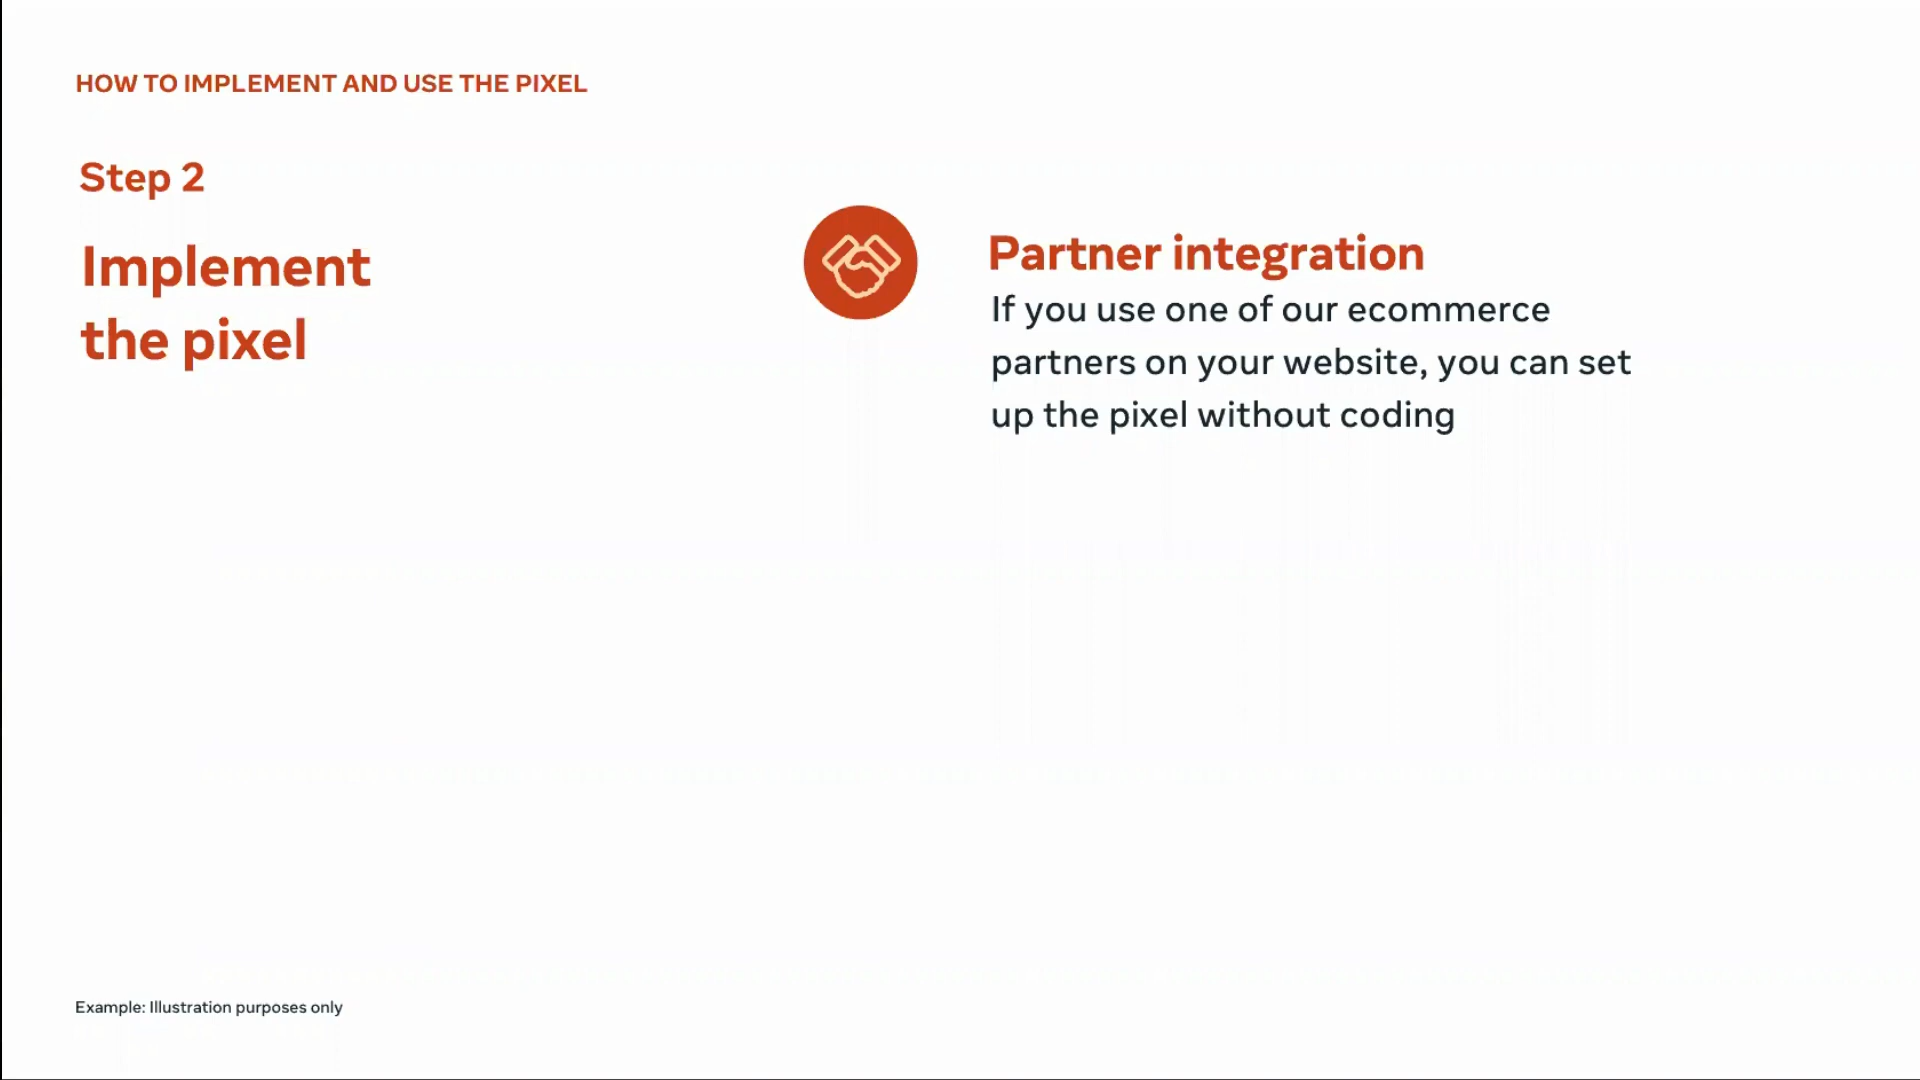 HOW TO IMPLEMENT AND USE THE PIXEL
Step 2
Implement
the pixel
Partner integration
If you use one of our ecommerce
partners on your website, you can set
up the pixel without coding
Example: Illustration purposes only